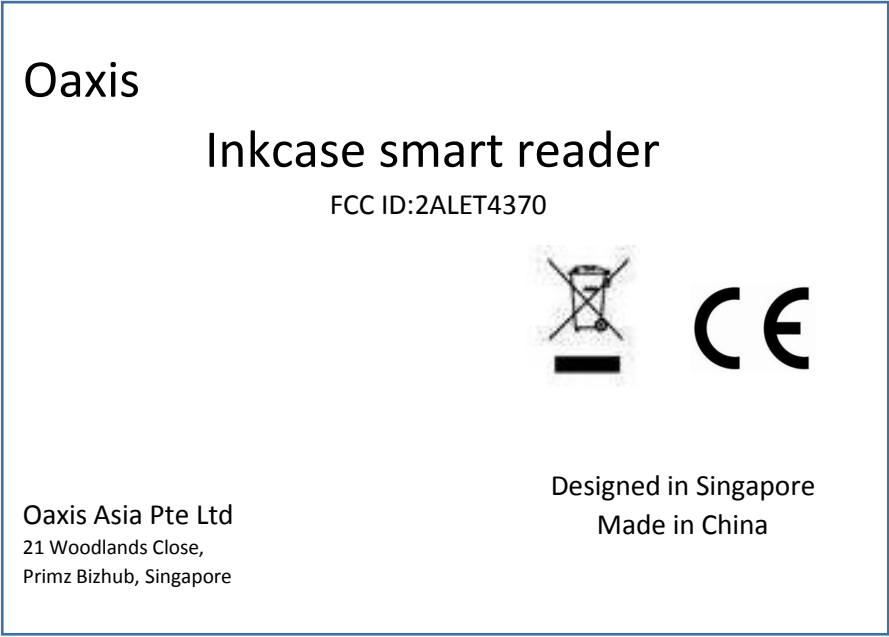 Oaxis
Inkcase smart reader
FCC ID:2ALET4370
CE
Designed in Singapore
Made in China
Oaxis Asia Pte Ltd
21 Woodlands Close,
Primz Bizhub, Singapore